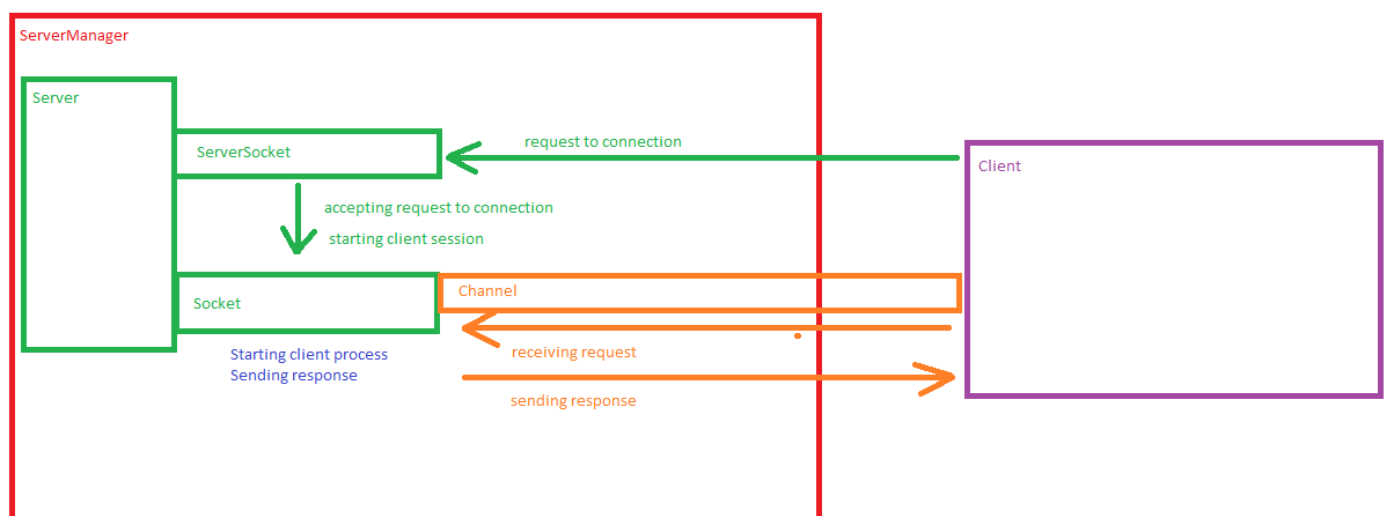 ServerManager
Server
ServerSocket
request to connection
Client
accepting request to connection
starting client session
Channel
Socket
Starting client process
Sending response
receiving request
sending response